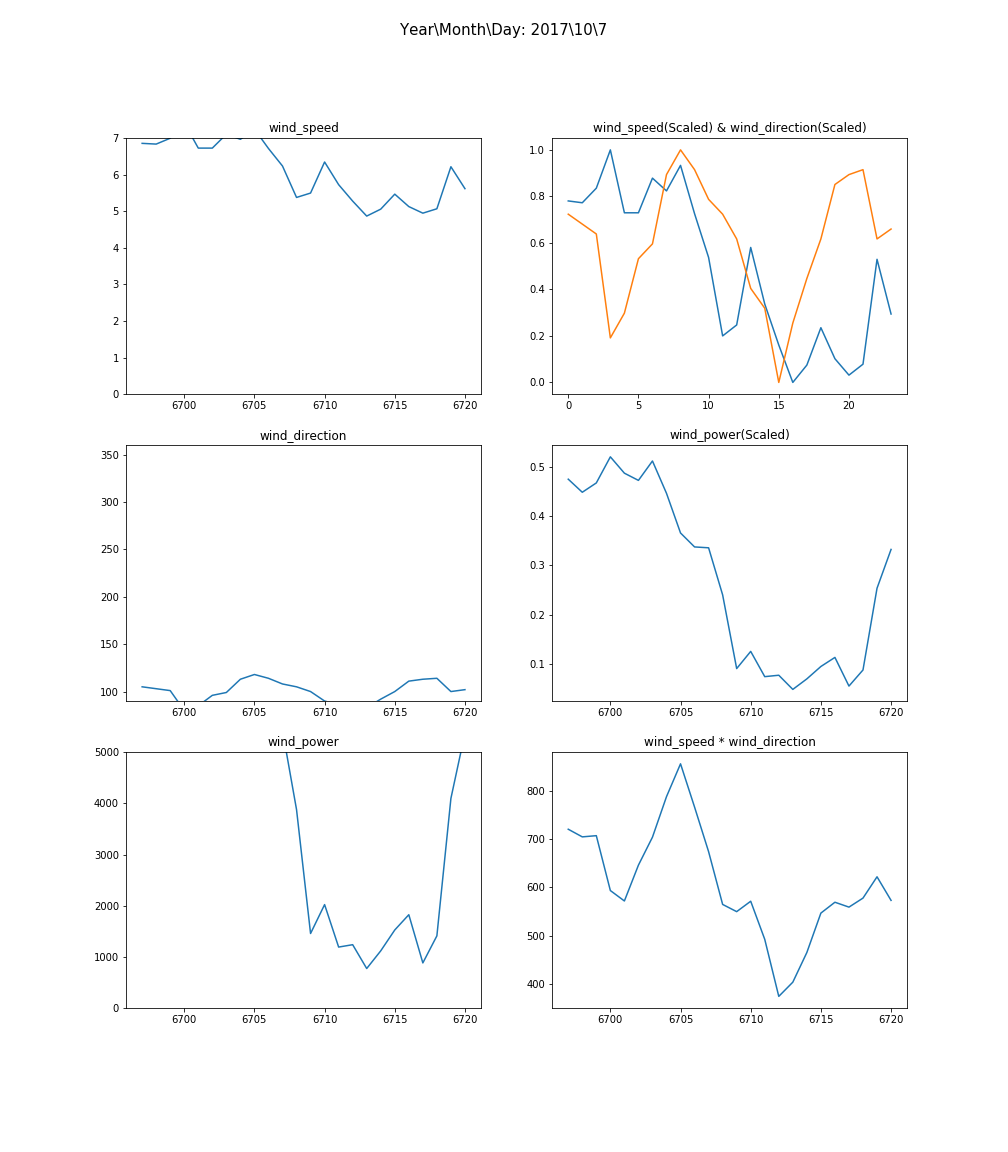 Year\Month\Day: 2017\10\7
wind_speed
7
6
5
4
3
2
1
0
6700 6705 6710 6715 6720
wind_speed(Scaled) & wind_direction(Scaled)
1.0
0.8
0.6
0.4
0.2
0.0
0 5 10 15 20
wind_direction
350
300
250
200
150
100
6700 6705 6710 6715 6720
wind_power(Scaled)
0.5
0.4
0.3
0.2
0.1
6700 6705 6710 6715 6720
wind_power
5000
4000
3000
2000
1000
0
6700 6705 6710 6715 6720
wind_speed * wind_direction
800
700
600
500
400
6700 6705 6710 6715 6720